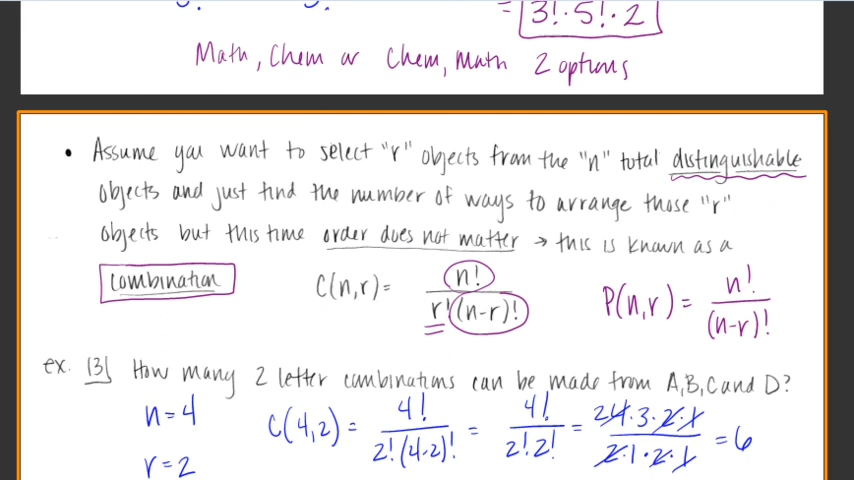 = 3!·5!·2
Math, Chem or Chem, Math 2 options
• Assume you want to select "r" objects from the "n" total distinguishable
objects and just find the number of ways to arrange those "r"
objects but this time order does not matter → this is known as a
combination C(n,r)= n!/r!(n-r)! P(n,r) = n!/(n-r)!
ex. 13) How many 2 letter combinations can be made from A,B,C and D?
n=4 C(4,2) = 4!/2!(4-2)! = 4!/2!2! = 24·3·2·1/2·1·2·1 = 6
r=2